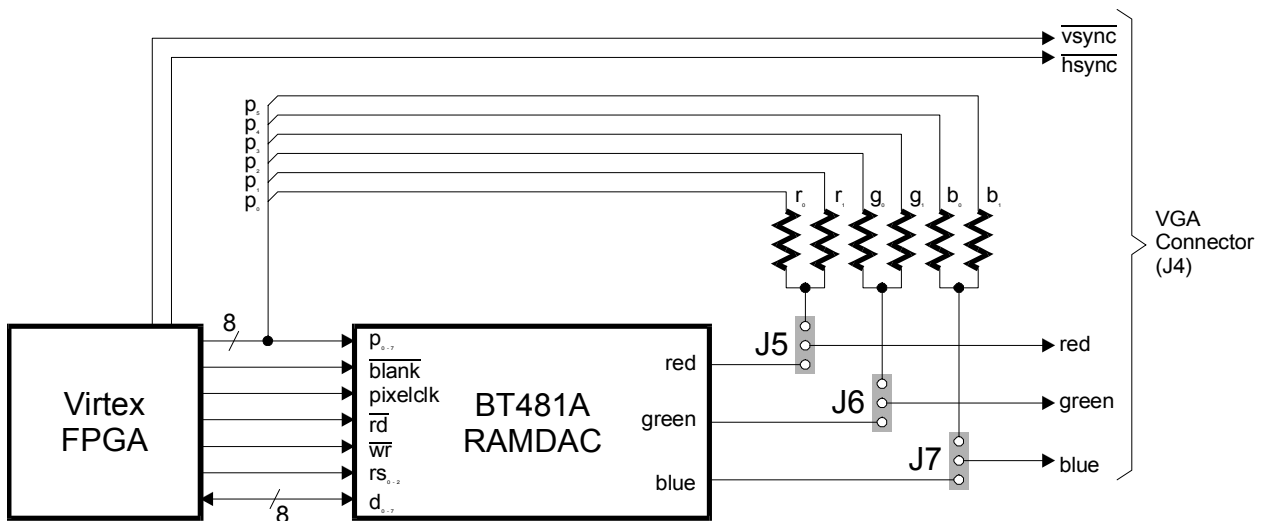 vsync
hsync
p₅
p₄
p₃
p₂
p₁
p₀
r₀ r₁ g₀ g₁ b₀ b₁
VGA
Connector
(J4)
8
Virtex
FPGA
p₀₋₇
blank
pixelclk
rd
wr
rs₀₋₂
d₀₋₇
8
BT481A
RAMDAC
red
green
blue
J5
J6
J7
red
green
blue